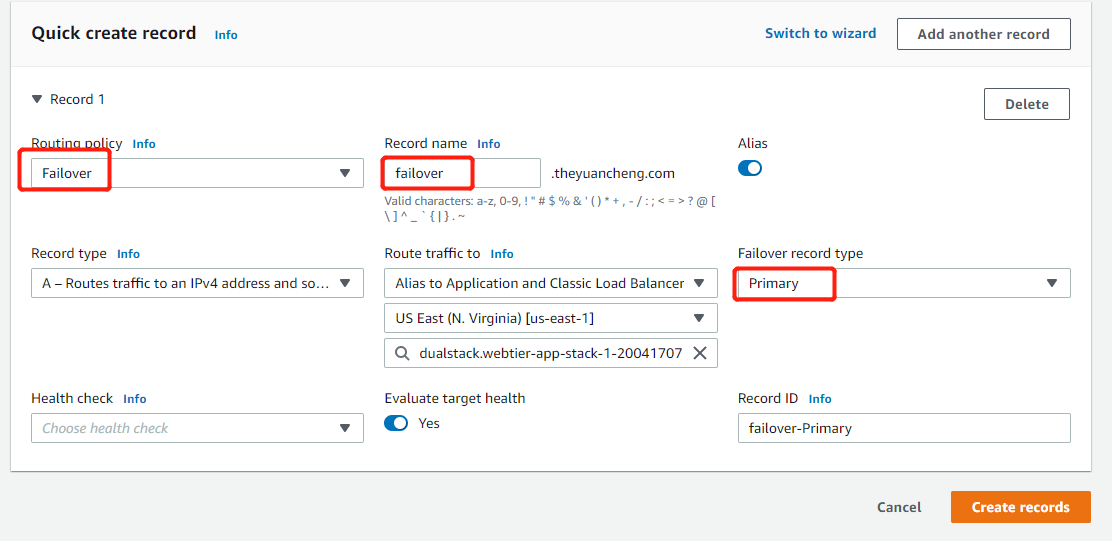 Quick create record Info Switch to wizard Add another record
Record 1 Delete
Routing policy Info Record name Info Alias
Failover failover .theyuancheng.com
Valid characters: a-z, 0-9, ! " # $ % & ' ( ) * + , - / : ; < = > ? @ [
\ ] ^ _ ` { | } . ~
Record type Info Route traffic to Info Failover record type
A – Routes traffic to an IPv4 address and so... Alias to Application and Classic Load Balancer Primary
US East (N. Virginia) [us-east-1]
dualstack.webtier-app-stack-1-20041707
Health check Info Evaluate target health Record ID Info
Choose health check Yes failover-Primary
Cancel Create records